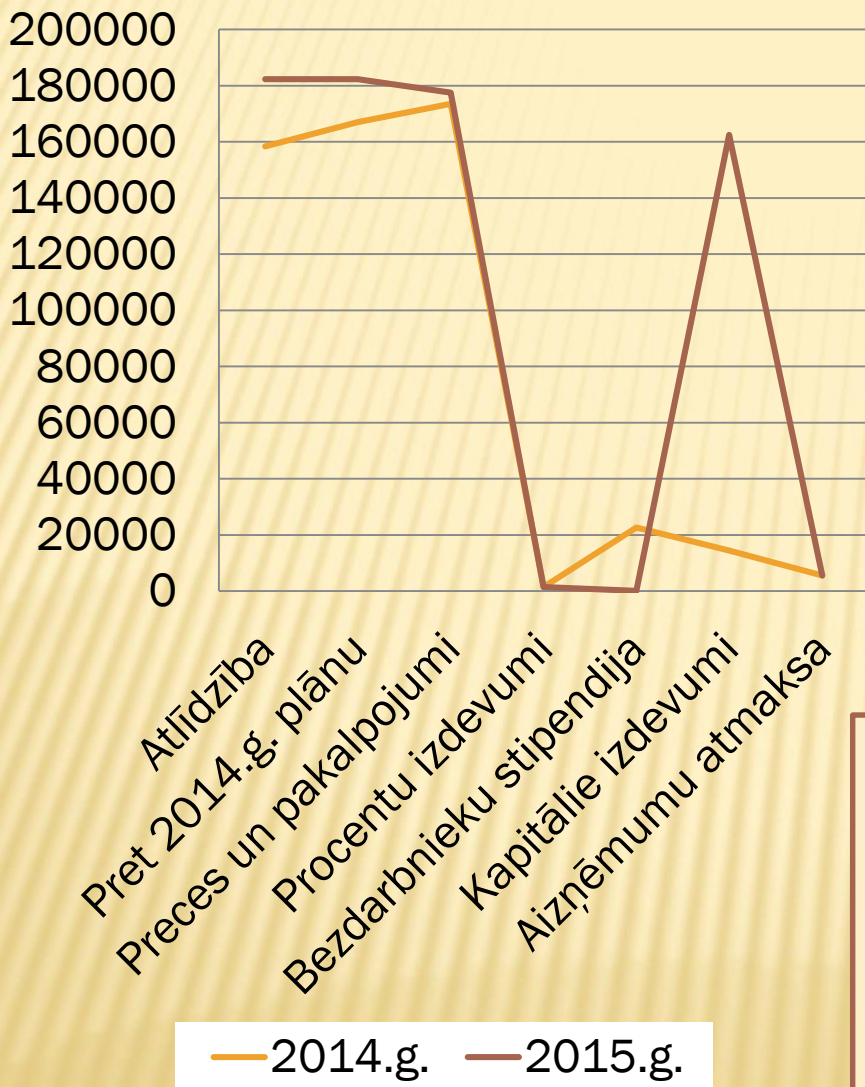 200000
180000
160000
140000
120000
100000
80000
60000
40000
20000
0
Atlīdzība
Pret 2014.g. plānu
Preces un pakalpojumi
Procentu izdevumi
Bezdarbnieku stipendija
Kapitālie izdevumi
Aizņēmumu atmaksa
2014.g.
2015.g.